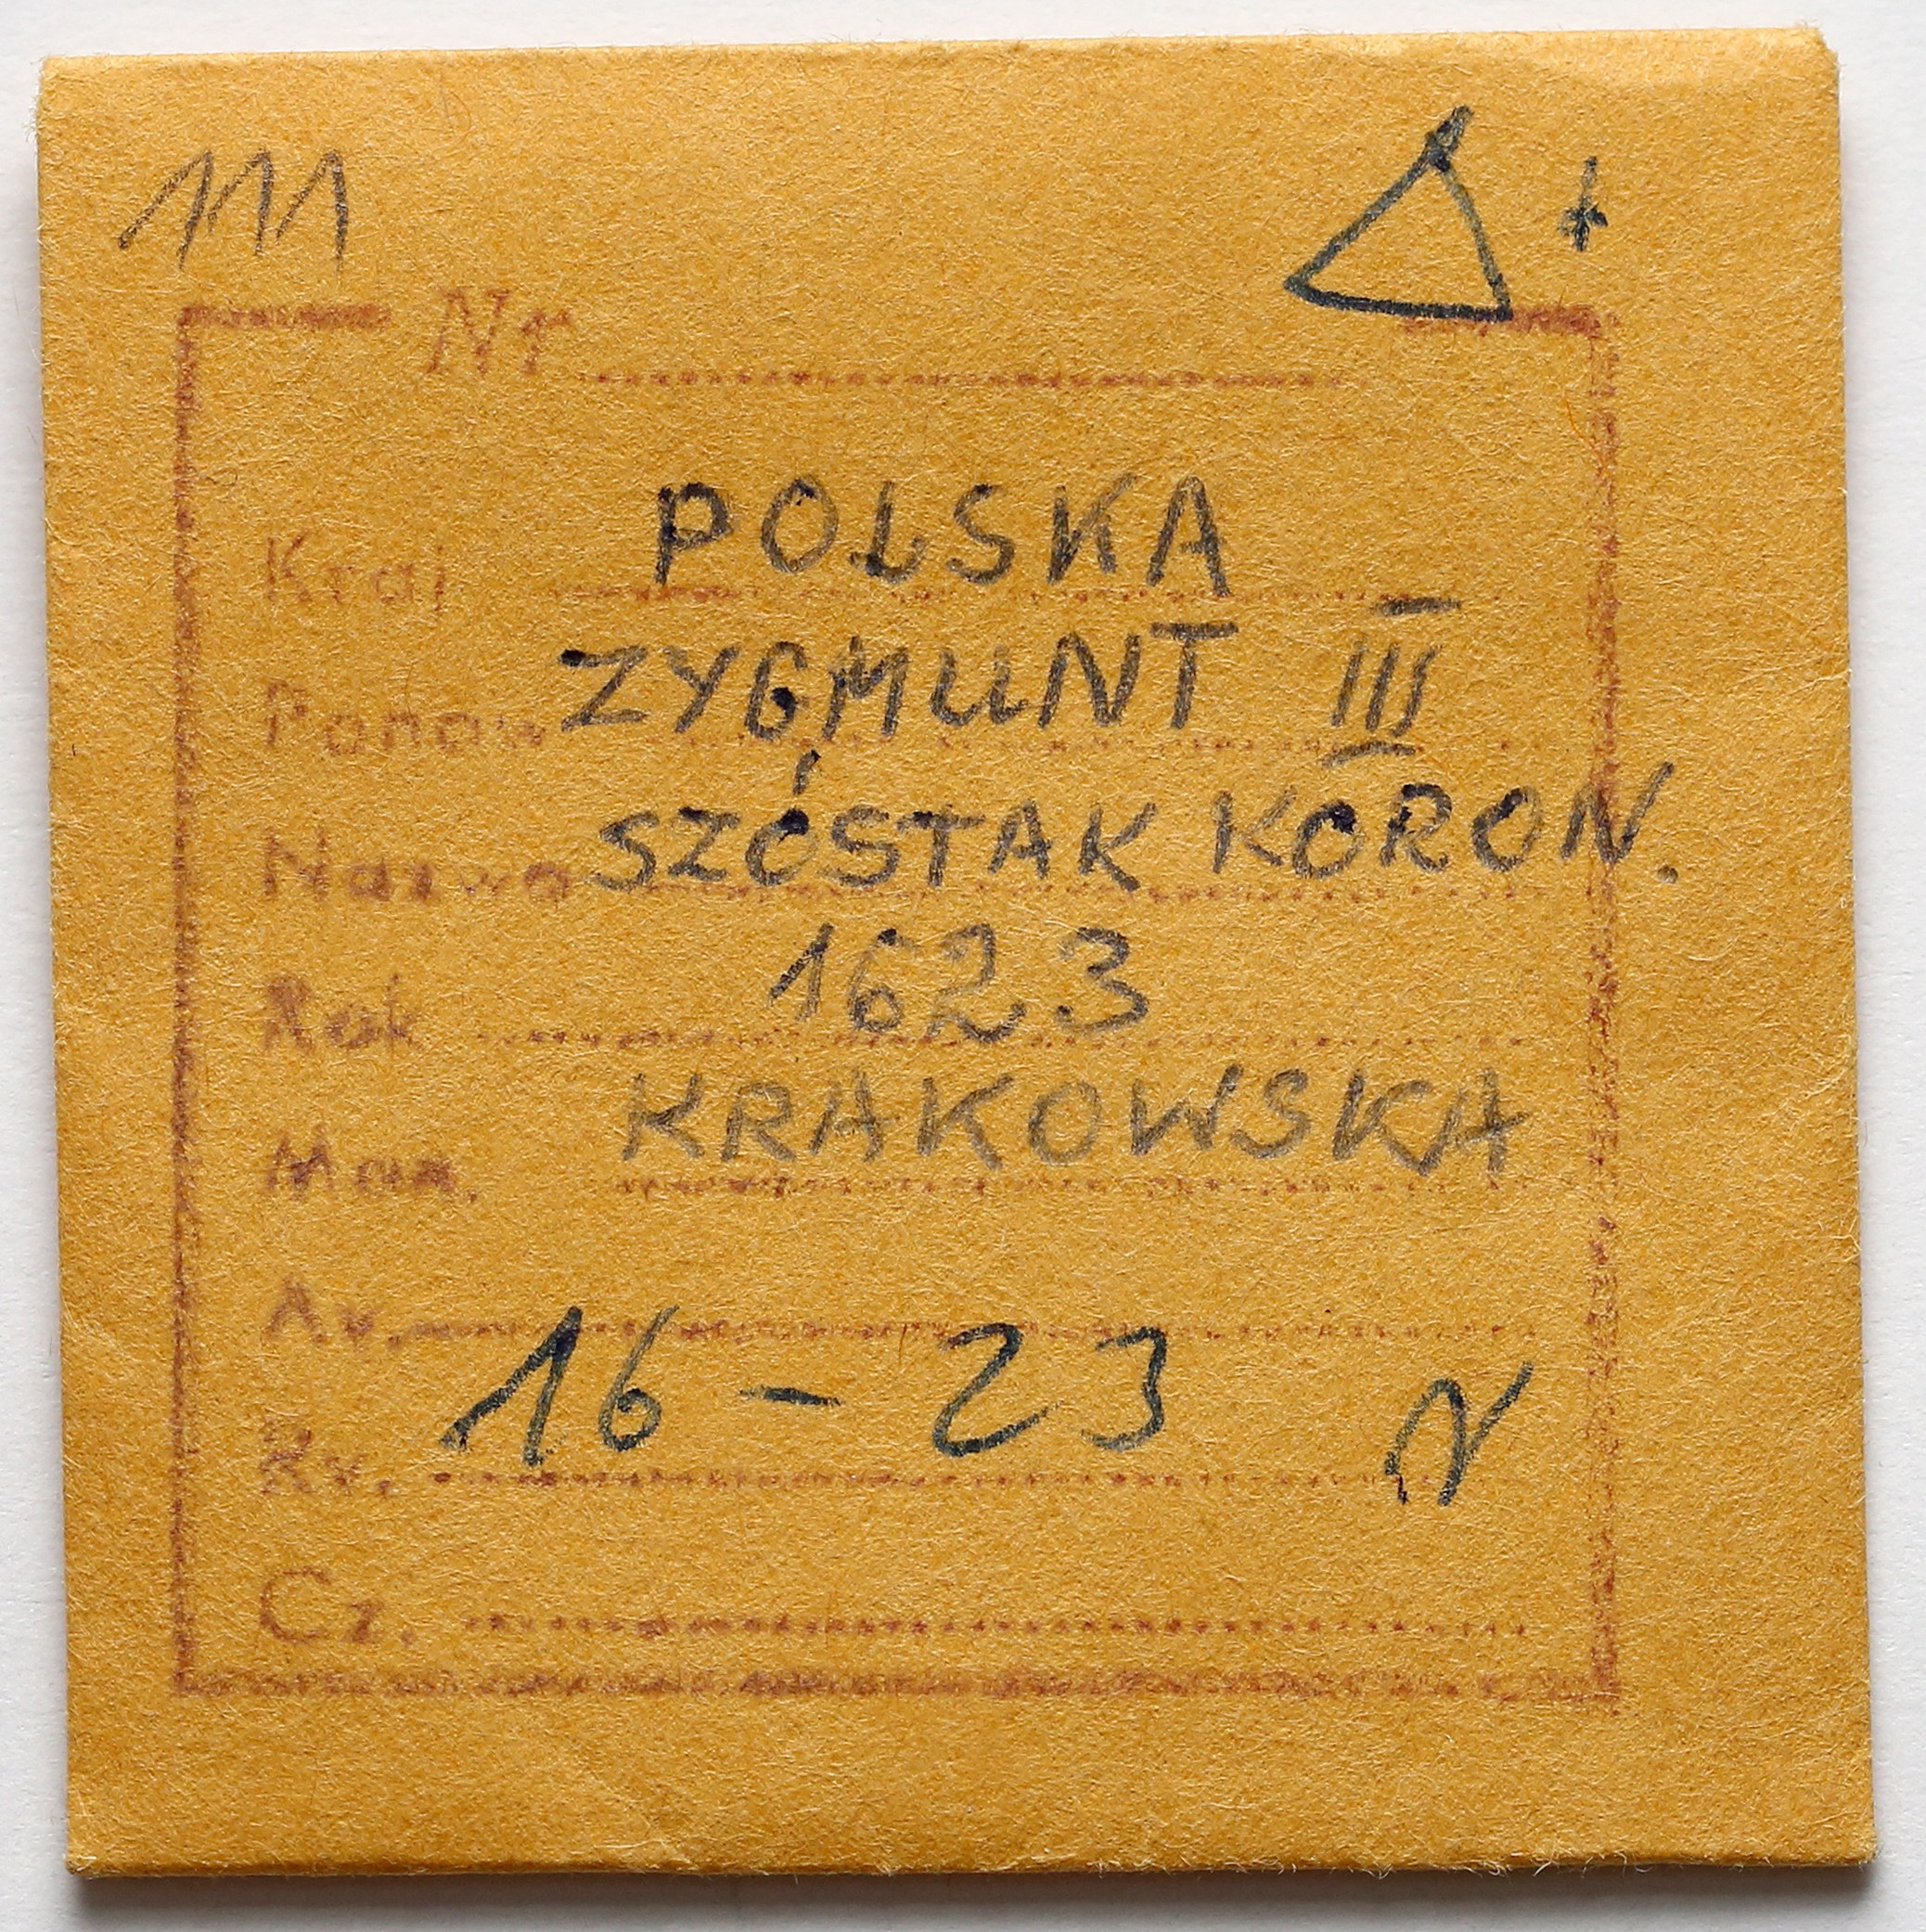 111
Nr
Kraj POLSKA
Panow ZYGMUNT III
Nazwa SZÓSTAK KORON.
Rok 1623
Men. KRAKOWSKA
Av.
Rv. 16 - 23
Cz.